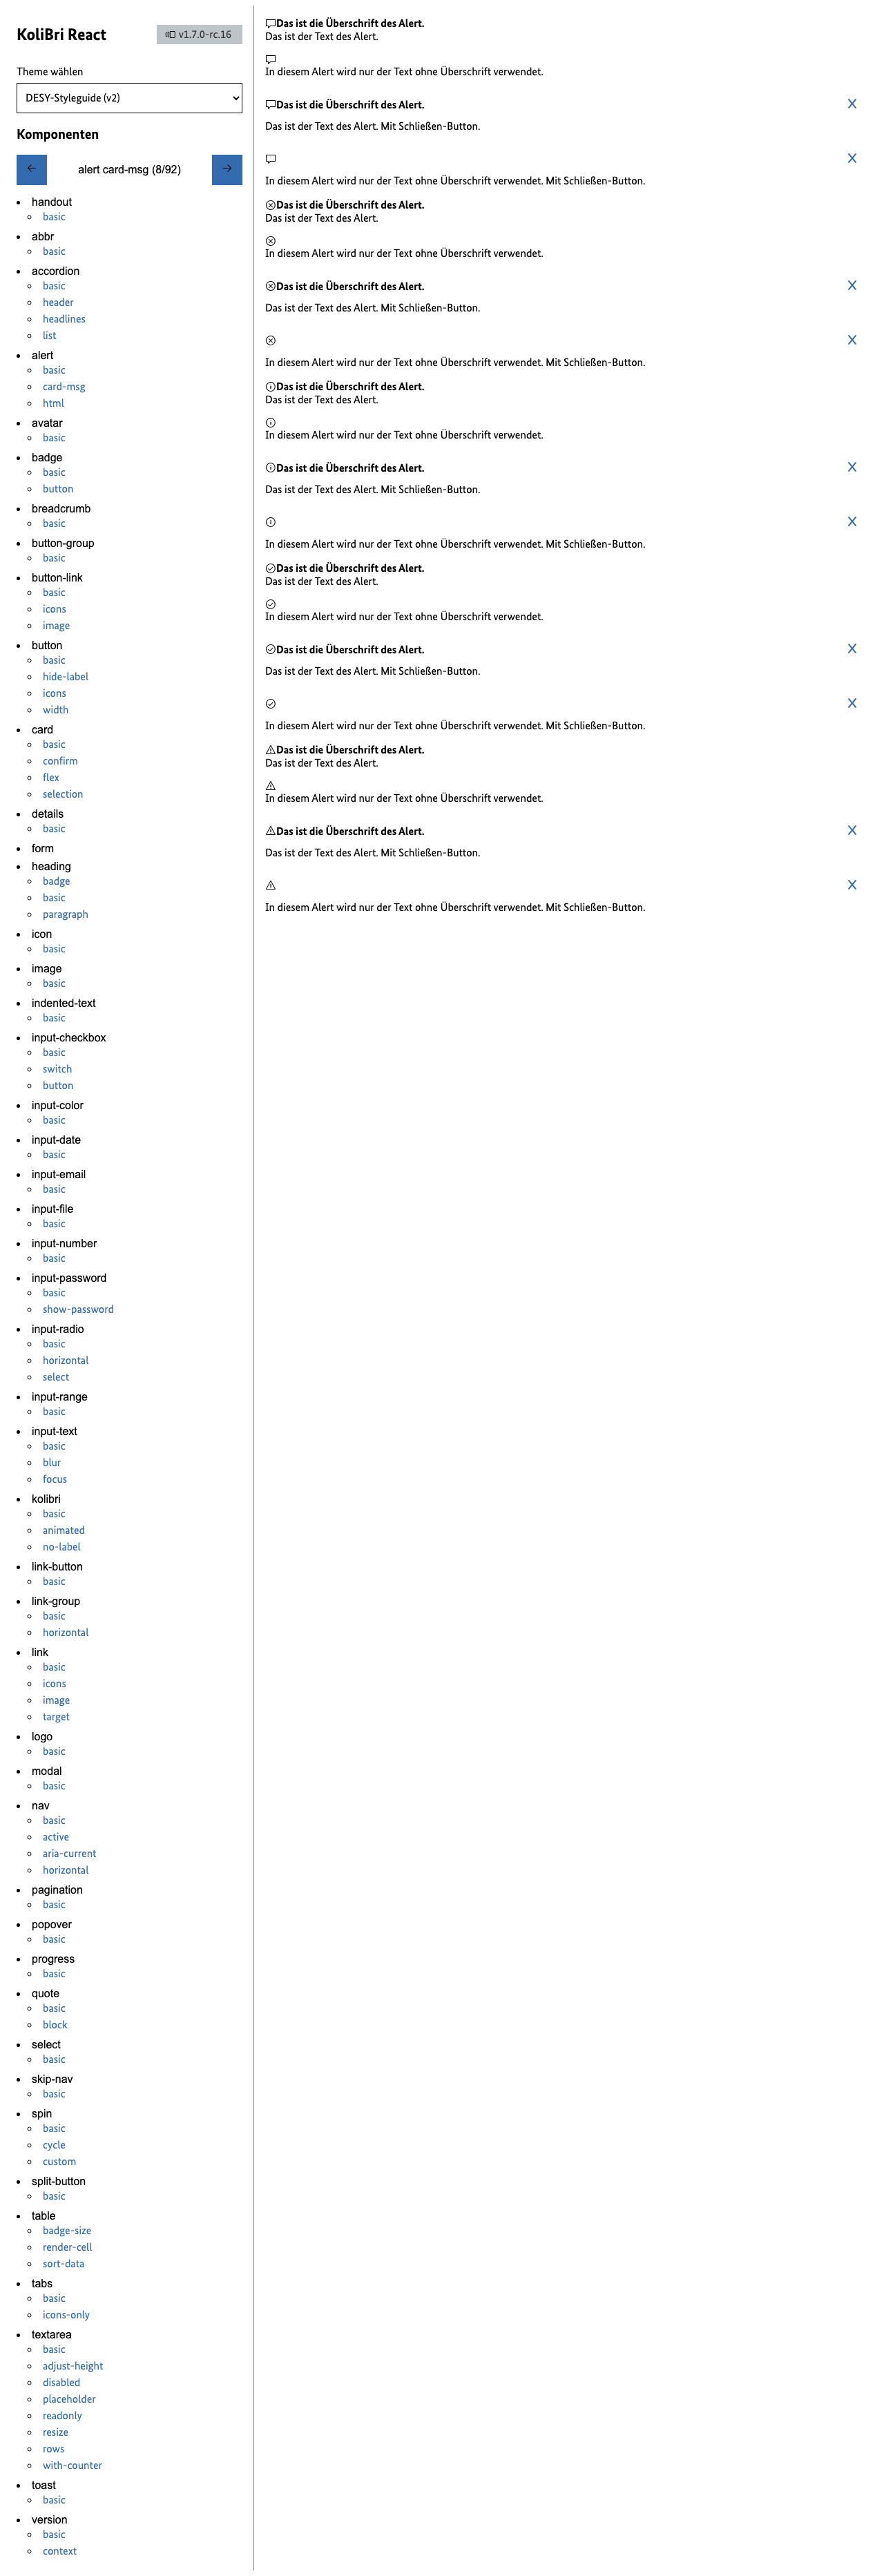 KoliBri React
v1.7.0-rc.16
Theme wählen
DESY-Styleguide (v2)
Komponenten
alert card-msg (8/92)
handout
basic
abbr
basic
accordion
basic
header
headlines
list
alert
basic
card-msg
html
avatar
basic
badge
basic
button
breadcrumb
basic
button-group
basic
button-link
basic
icons
image
button
basic
hide-label
icons
width
card
basic
confirm
flex
selection
details
basic
form
heading
badge
basic
paragraph
icon
basic
image
basic
indented-text
basic
input-checkbox
basic
switch
button
input-color
basic
input-date
basic
input-email
basic
input-file
basic
input-number
basic
input-password
basic
show-password
input-radio
basic
horizontal
select
input-range
basic
input-text
basic
blur
focus
kolibri
basic
animated
no-label
link-button
basic
link-group
basic
horizontal
link
basic
icons
image
target
logo
basic
modal
basic
nav
basic
active
aria-current
horizontal
pagination
basic
popover
basic
progress
basic
quote
basic
block
select
basic
skip-nav
basic
spin
basic
cycle
custom
split-button
basic
table
badge-size
render-cell
sort-data
tabs
basic
icons-only
textarea
basic
adjust-height
disabled
placeholder
readonly
resize
rows
with-counter
toast
basic
version
basic
context
Das ist die Überschrift des Alert.
Das ist der Text des Alert.
In diesem Alert wird nur der Text ohne Überschrift verwendet.
Das ist die Überschrift des Alert.
Das ist der Text des Alert. Mit Schließen-Button.
In diesem Alert wird nur der Text ohne Überschrift verwendet. Mit Schließen-Button.
Das ist die Überschrift des Alert.
Das ist der Text des Alert.
In diesem Alert wird nur der Text ohne Überschrift verwendet.
Das ist die Überschrift des Alert.
Das ist der Text des Alert. Mit Schließen-Button.
In diesem Alert wird nur der Text ohne Überschrift verwendet. Mit Schließen-Button.
Das ist die Überschrift des Alert.
Das ist der Text des Alert.
In diesem Alert wird nur der Text ohne Überschrift verwendet.
Das ist die Überschrift des Alert.
Das ist der Text des Alert. Mit Schließen-Button.
In diesem Alert wird nur der Text ohne Überschrift verwendet. Mit Schließen-Button.
Das ist die Überschrift des Alert.
Das ist der Text des Alert.
In diesem Alert wird nur der Text ohne Überschrift verwendet.
Das ist die Überschrift des Alert.
Das ist der Text des Alert. Mit Schließen-Button.
In diesem Alert wird nur der Text ohne Überschrift verwendet. Mit Schließen-Button.
Das ist die Überschrift des Alert.
Das ist der Text des Alert.
In diesem Alert wird nur der Text ohne Überschrift verwendet.
Das ist die Überschrift des Alert.
Das ist der Text des Alert. Mit Schließen-Button.
In diesem Alert wird nur der Text ohne Überschrift verwendet. Mit Schließen-Button.